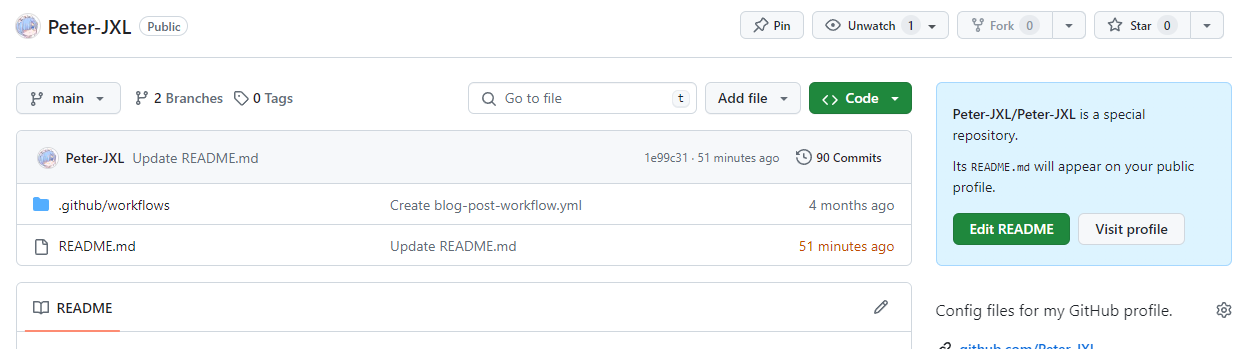 Peter-JXL Public Pin Unwatch 1 Fork 0 Star 0
main 2 Branches 0 Tags Go to file t Add file Code
Peter-JXL Update README.md 1e99c31 · 51 minutes ago 90 Commits
.github/workflows Create blog-post-workflow.yml 4 months ago
README.md Update README.md 51 minutes ago
README
Peter-JXL/Peter-JXL is a special
repository.
Its README.md will appear on your public
profile.
Edit README Visit profile
Config files for my GitHub profile.
github.com/Peter-JXL